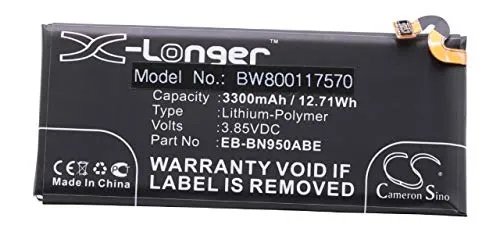 X-Longer
Model No.: BW800117570
Capacity: 3300mAh / 12.71Wh
Type: Lithium-Polymer
Volts: 3.85VDC
Part No.: EB-BN950ABE
WARRANTY VOID IF
LABEL IS REMOVED
Made In China
CS
Cameron Sino